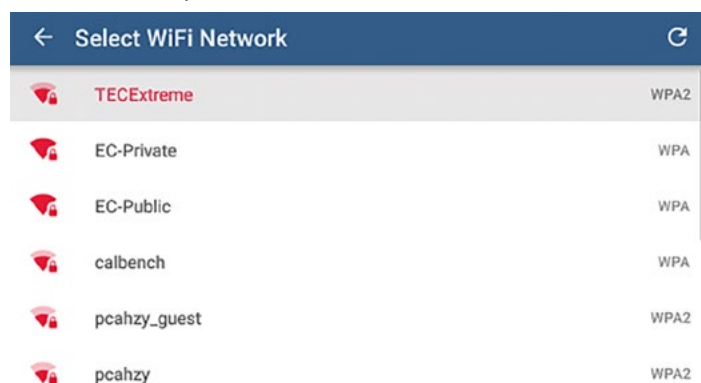 Select WiFi Network
TECExtreme WPA2
EC-Private WPA
EC-Public WPA
calbench WPA
pcahzy_guest WPA2
pcahzy WPA2